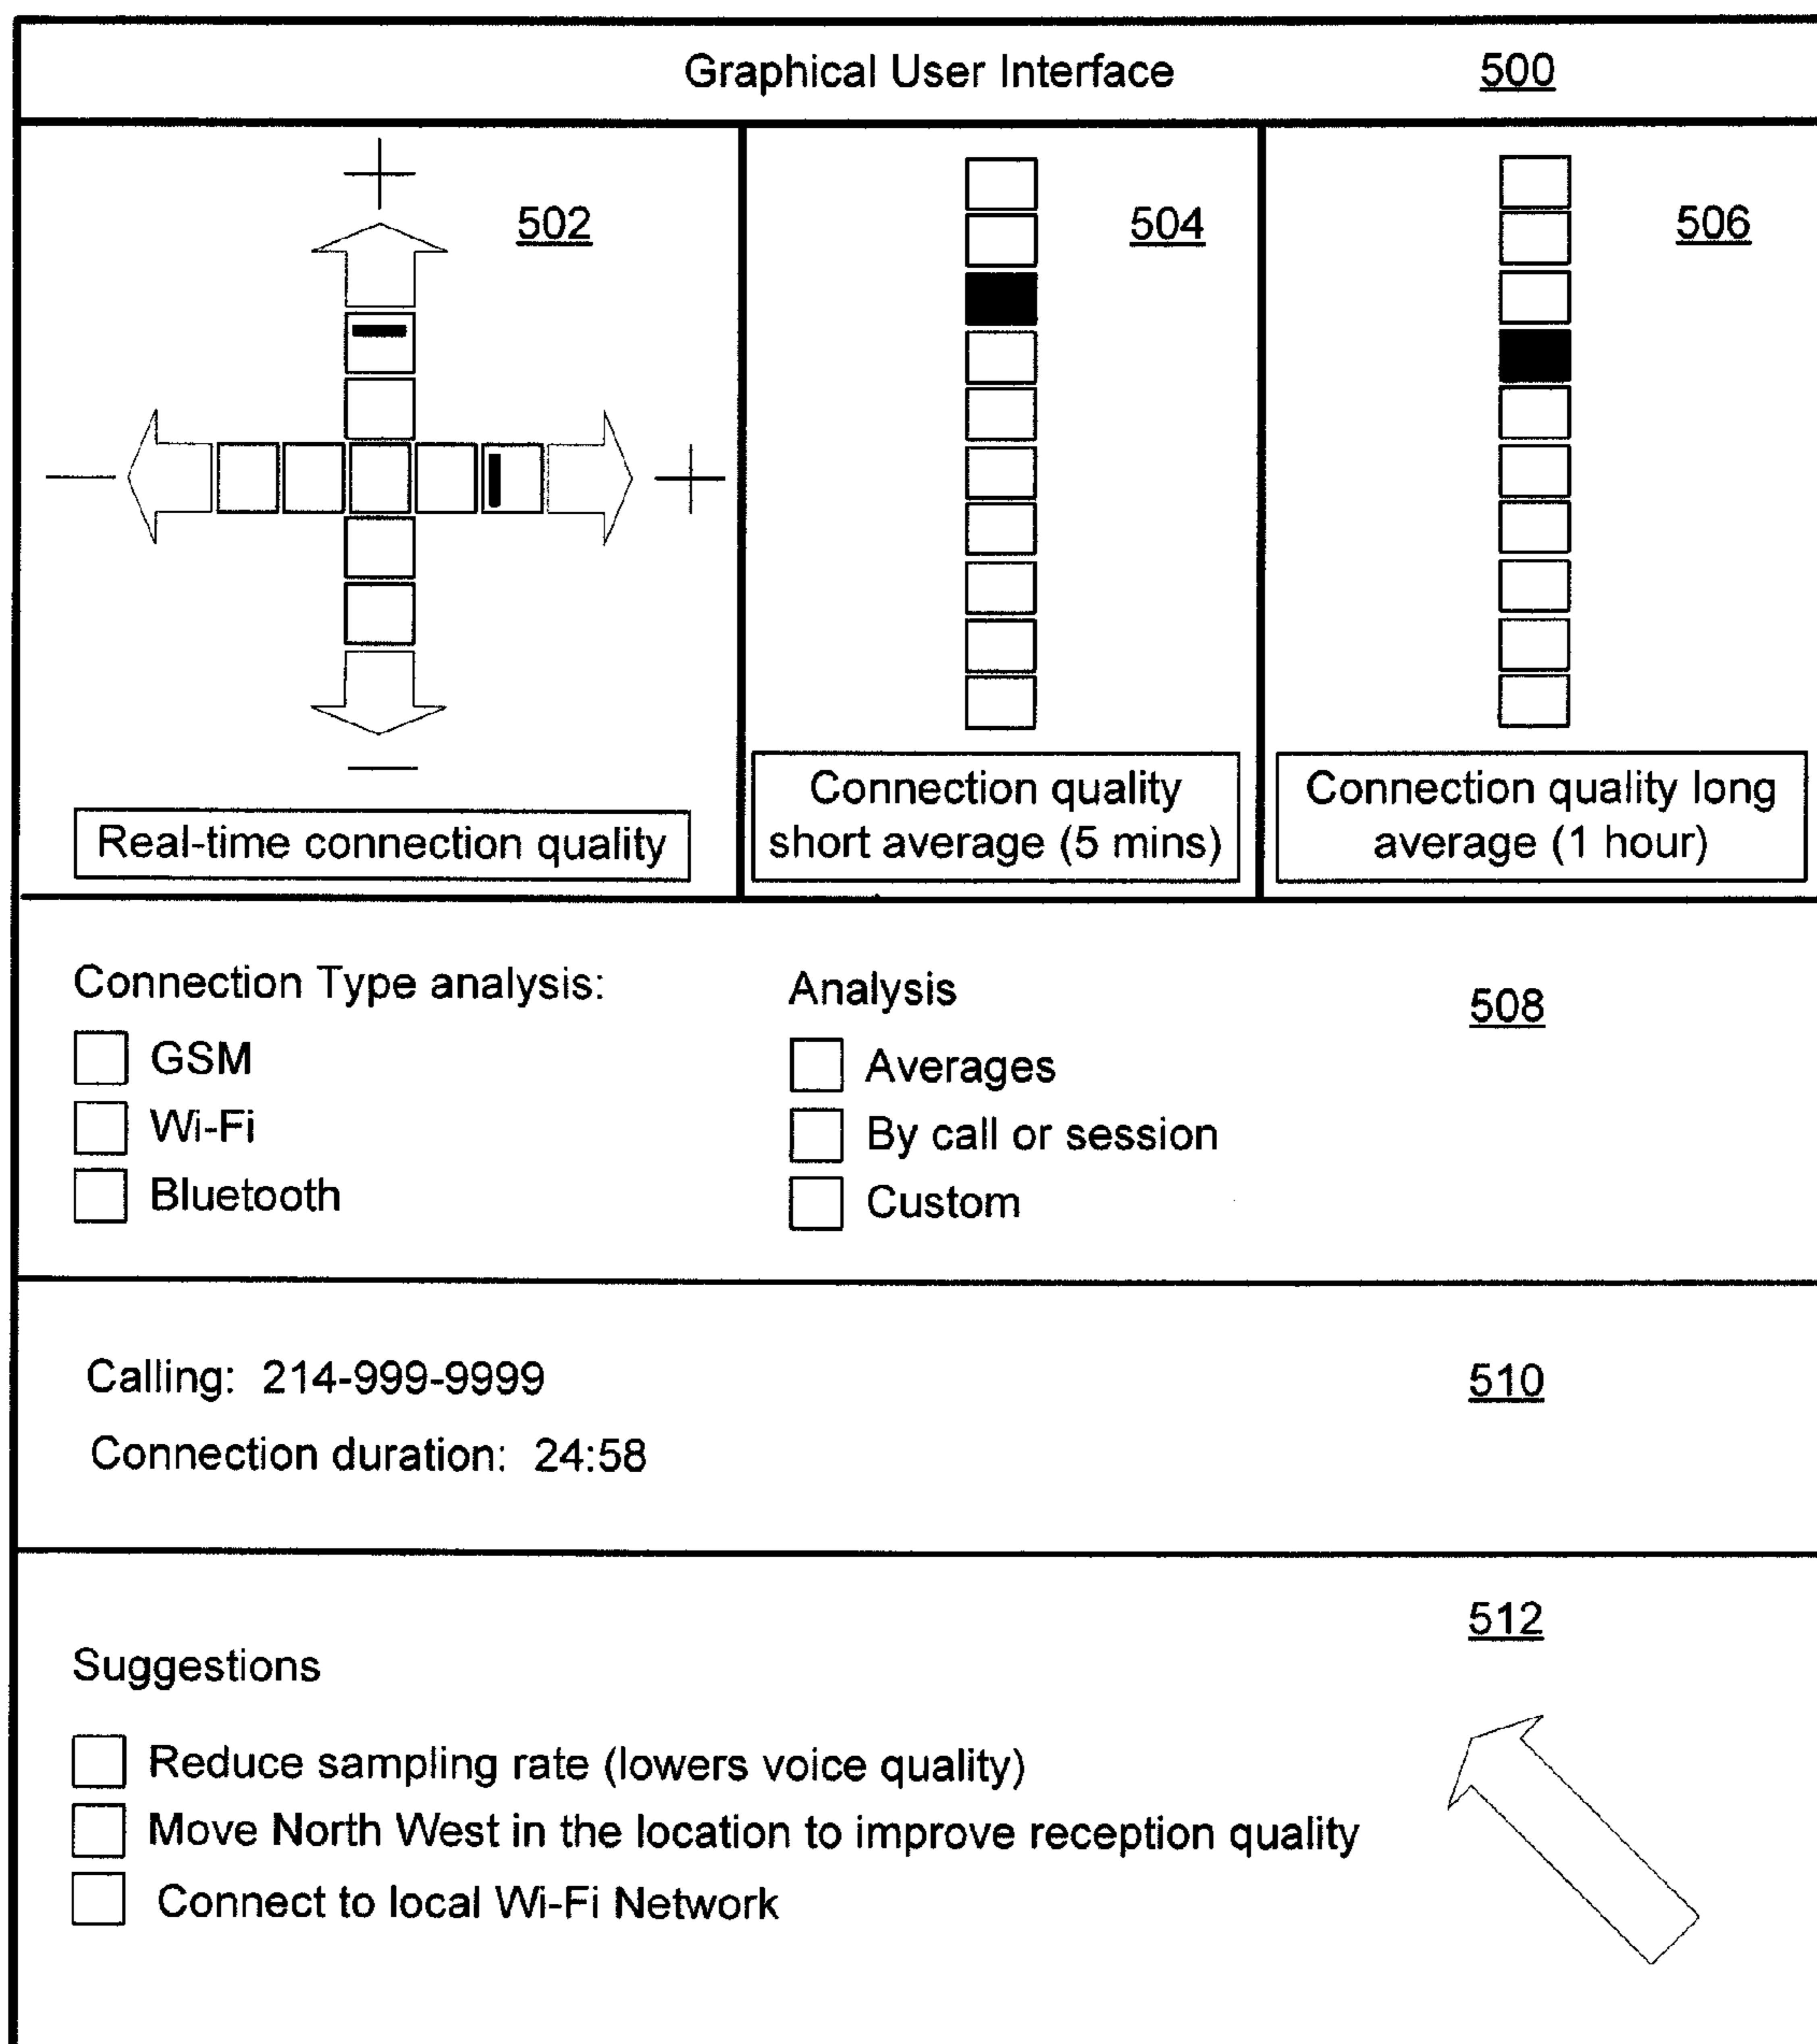 Graphical User Interface 500
502
504
506
Real-time connection quality
Connection quality
short average (5 mins)
Connection quality long
average (1 hour)
508
Connection Type analysis:
GSM
Wi-Fi
Bluetooth
Analysis
Averages
By call or session
Custom
Calling: 214-999-9999
510
Connection duration: 24:58
512
Suggestions
Reduce sampling rate (lowers voice quality)
Move North West in the location to improve reception quality
Connect to local Wi-Fi Network